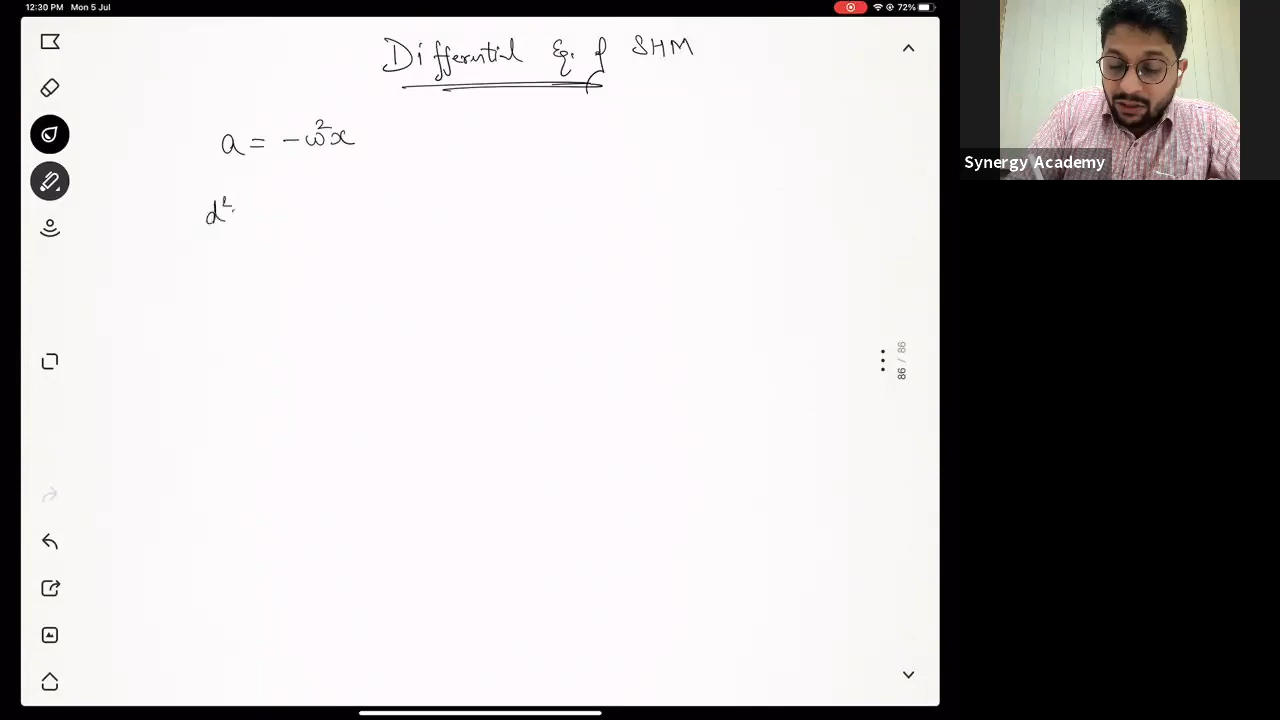 12:30 PM Mon 5 Jul
72%
Differential Eq. of SHM
a = -ω²x
d²
86 / 86
Synergy Academy